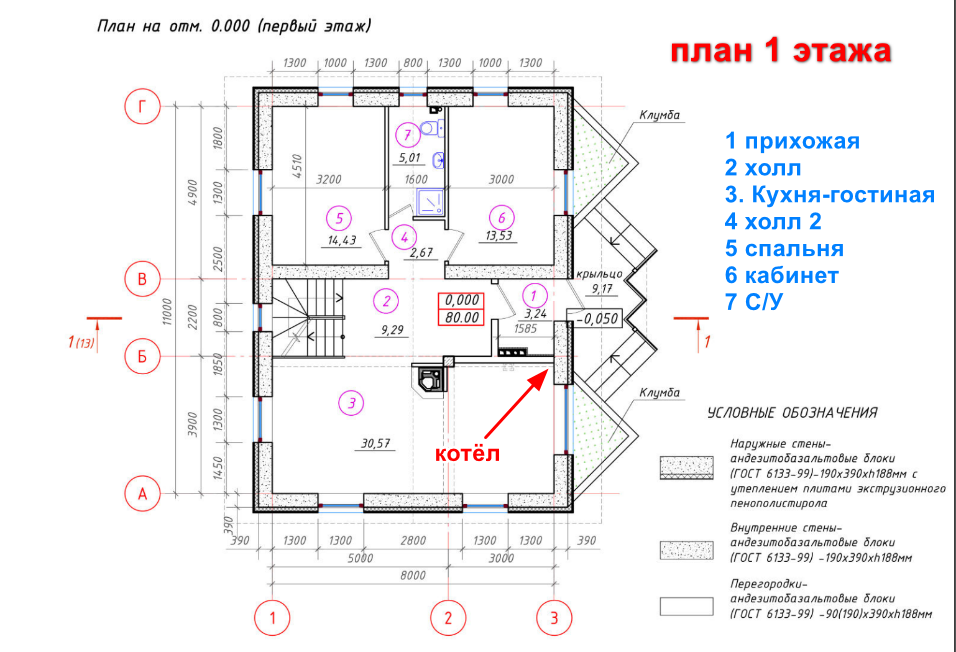 План на отм. 0.000 (первый этаж)
план 1 этажа
1300 1000 1300 800 1300 1000 1300
Г
Клумба
1 прихожая
2 холл
3. Кухня-гостиная
4 холл 2
5 спальня
6 кабинет
7 С/У
1800
4510
7
5,01
4900
1300
3200
1600
3000
5
14,43
4
2,67
6
13,53
2500
В
крыльцо
9,17
11000
2200
800
2
9,29
0,000
80.00
1
3,24
1585
-0,050
1 (13)
1
Б
1850
3
30,57
котёл
Клумба
3900
1300
1450
А
390
390 1300 1300 2800 1300 1300 390
5000 3000
8000
1
2
3
УСЛОВНЫЕ ОБОЗНАЧЕНИЯ
Наружные стены-
андезитобазальтовые блоки
(ГОСТ 6133-99)-190х390хh188мм с
утеплением плитами экструзионного
пенополистирола
Внутренние стены-
андезитобазальтовые блоки
(ГОСТ 6133-99) -190х390хh188мм
Перегородки-
андезитобазальтовые блоки
(ГОСТ 6133-99) -90(190)х390хh188мм